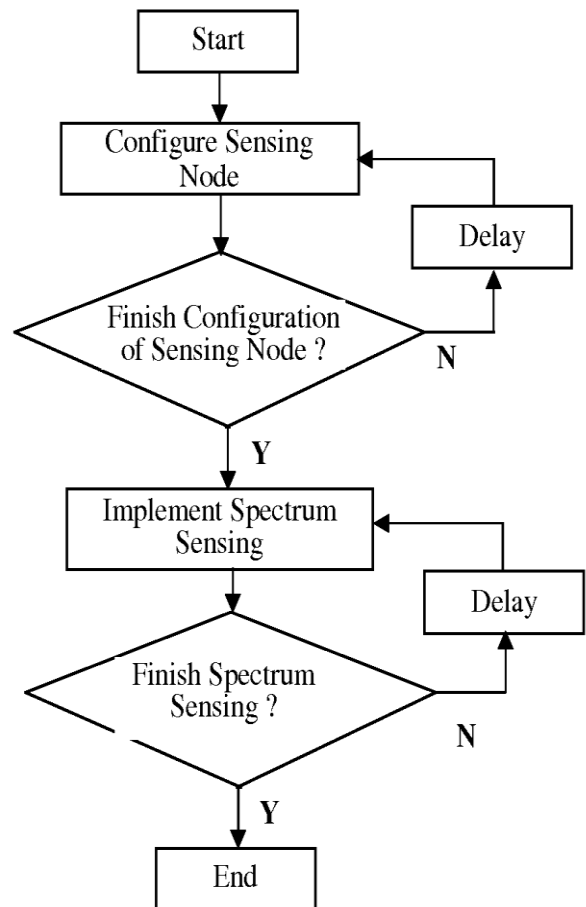 Start
Configure Sensing
Node
Delay
Finish Configuration
of Sensing Node ?
N
Y
Implement Spectrum
Sensing
Delay
Finish Spectrum
Sensing ?
N
Y
End